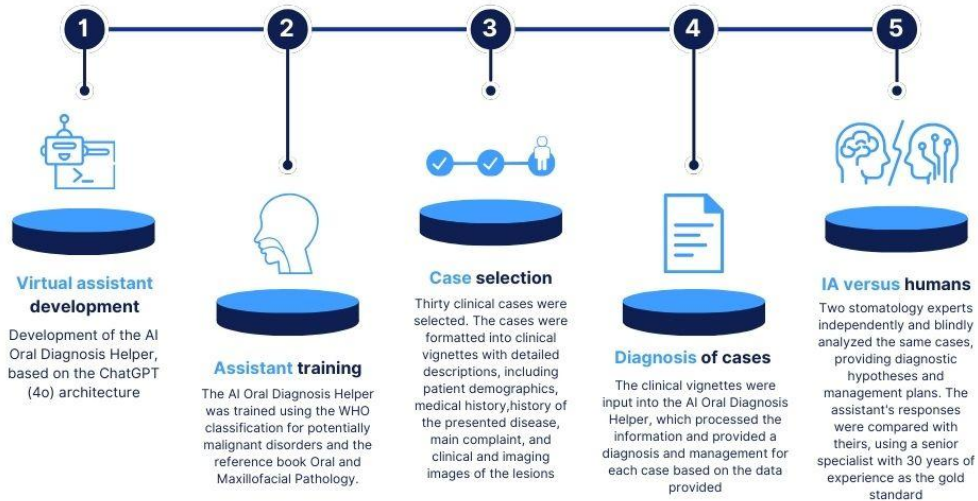 1
2
3
4
5
Virtual assistant
development
Development of the AI
Oral Diagnosis Helper,
based on the ChatGPT
(4o) architecture
Assistant training
The AI Oral Diagnosis Helper
was trained using the WHO
classification for potentially
malignant disorders and the
reference book Oral and
Maxillofacial Pathology.
Case selection
Thirty clinical cases were
selected. The cases were
formatted into clinical
vignettes with detailed
descriptions, including
patient demographics,
medical history,history of
the presented disease,
main complaint, and
clinical and imaging
images of the lesions
Diagnosis of cases
The clinical vignettes were
input into the AI Oral Diagnosis
Helper, which processed the
information and provided a
diagnosis and management for
each case based on the data
provided
IA versus humans
Two stomatology experts
independently and blindly
analyzed the same cases,
providing diagnostic
hypotheses and
management plans. The
assistant's responses
were compared with
theirs, using a senior
specialist with 30 years of
experience as the gold
standard